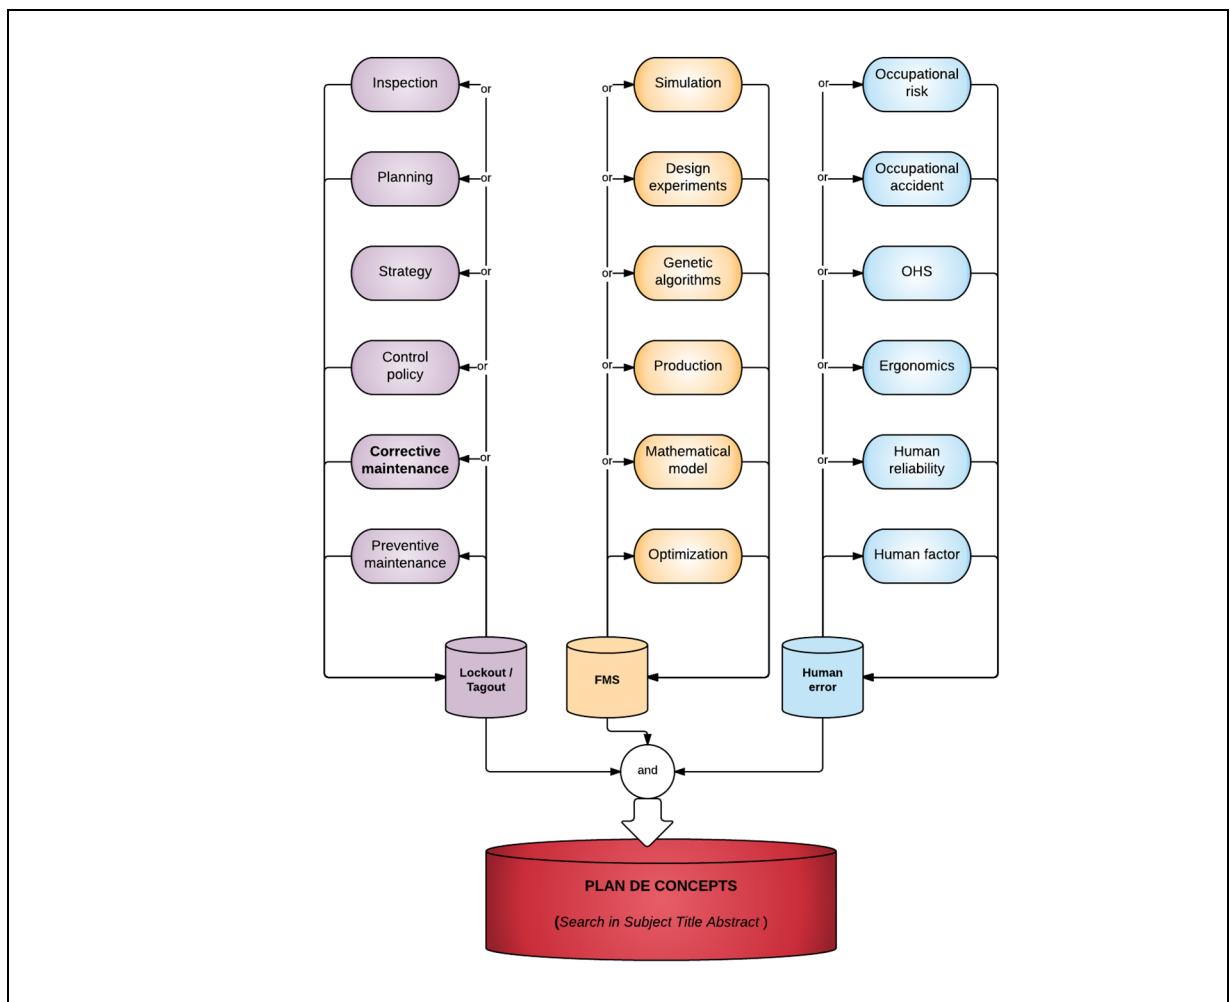 Inspection
or
or
Simulation
or
Occupational
risk
Planning
or
or
Design
experiments
or
Occupational
accident
Strategy
or
or
Genetic
algorithms
or
OHS
Control
policy
or
or
Production
or
Ergonomics
Corrective
maintenance
or
or
Mathematical
model
or
Human
reliability
Preventive
maintenance
Optimization
Human factor
Lockout /
Tagout
FMS
Human
error
and
PLAN DE CONCEPTS
(Search in Subject Title Abstract )